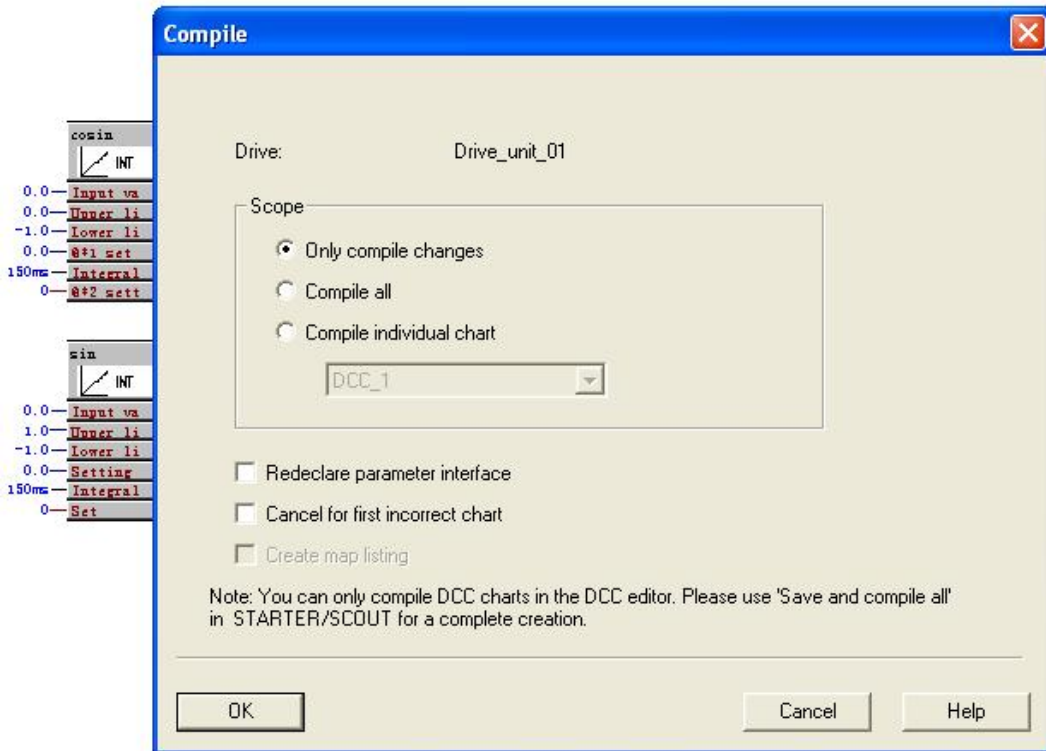 Compile
cosin
INT
0.0 Input va
0.0 Upper li
-1.0 Lower li
0.0 @*1 set
150ms Integral
0 @*2 sett
sin
INT
0.0 Input va
1.0 Upper li
-1.0 Lower li
0.0 Setting
150ms Integral
0 Set
Drive: Drive_unit_01
Scope
Only compile changes
Compile all
Compile individual chart
DCC_1
Redeclare parameter interface
Cancel for first incorrect chart
Create map listing
Note: You can only compile DCC charts in the DCC editor. Please use 'Save and compile all'
in STARTER/SCOUT for a complete creation.
OK Cancel Help